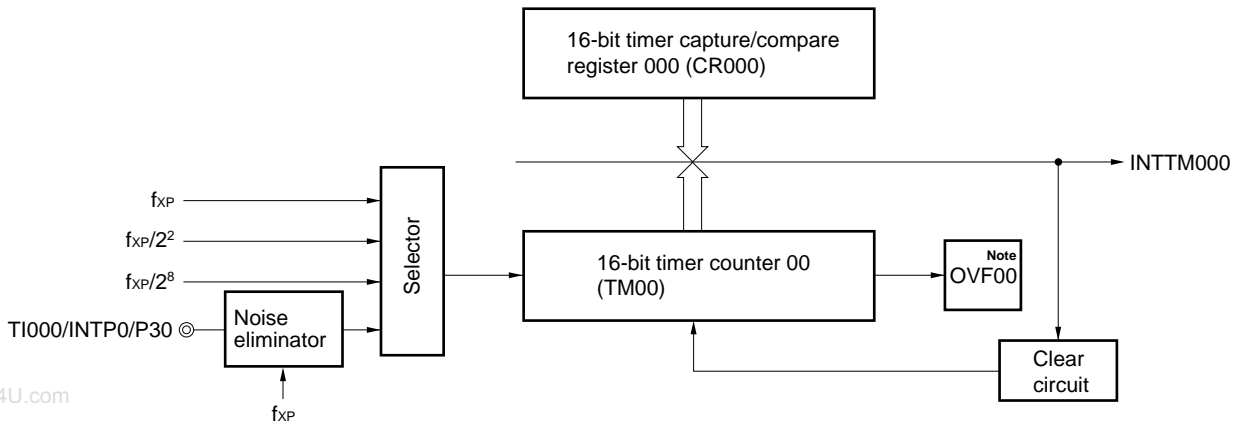 16-bit timer capture/compare
register 000 (CR000)
INTTM000
fXP
fXP/2²
fXP/2⁸
Selector
16-bit timer counter 00
(TM00)
Note
OVF00
TI000/INTP0/P30
Noise
eliminator
Clear
circuit
4U.com
fXP